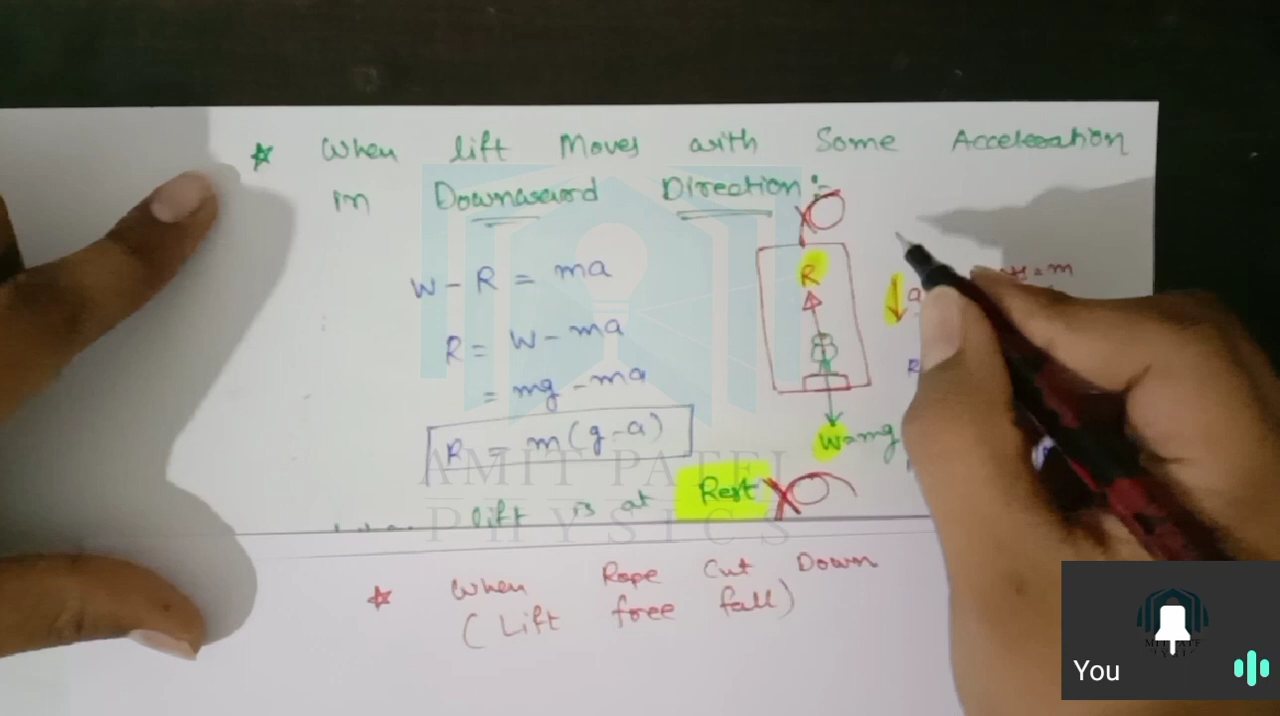 When lift Moves with Some Acceleration
in Downward Direction :-
W - R = ma
R = W - ma
= mg - ma
R = m(g-a)
R
a
= m
R
W=mg
lift is at Rest
AMIT PATEL
PHYSICS
When Rope Cut Down
(Lift free fall)
You